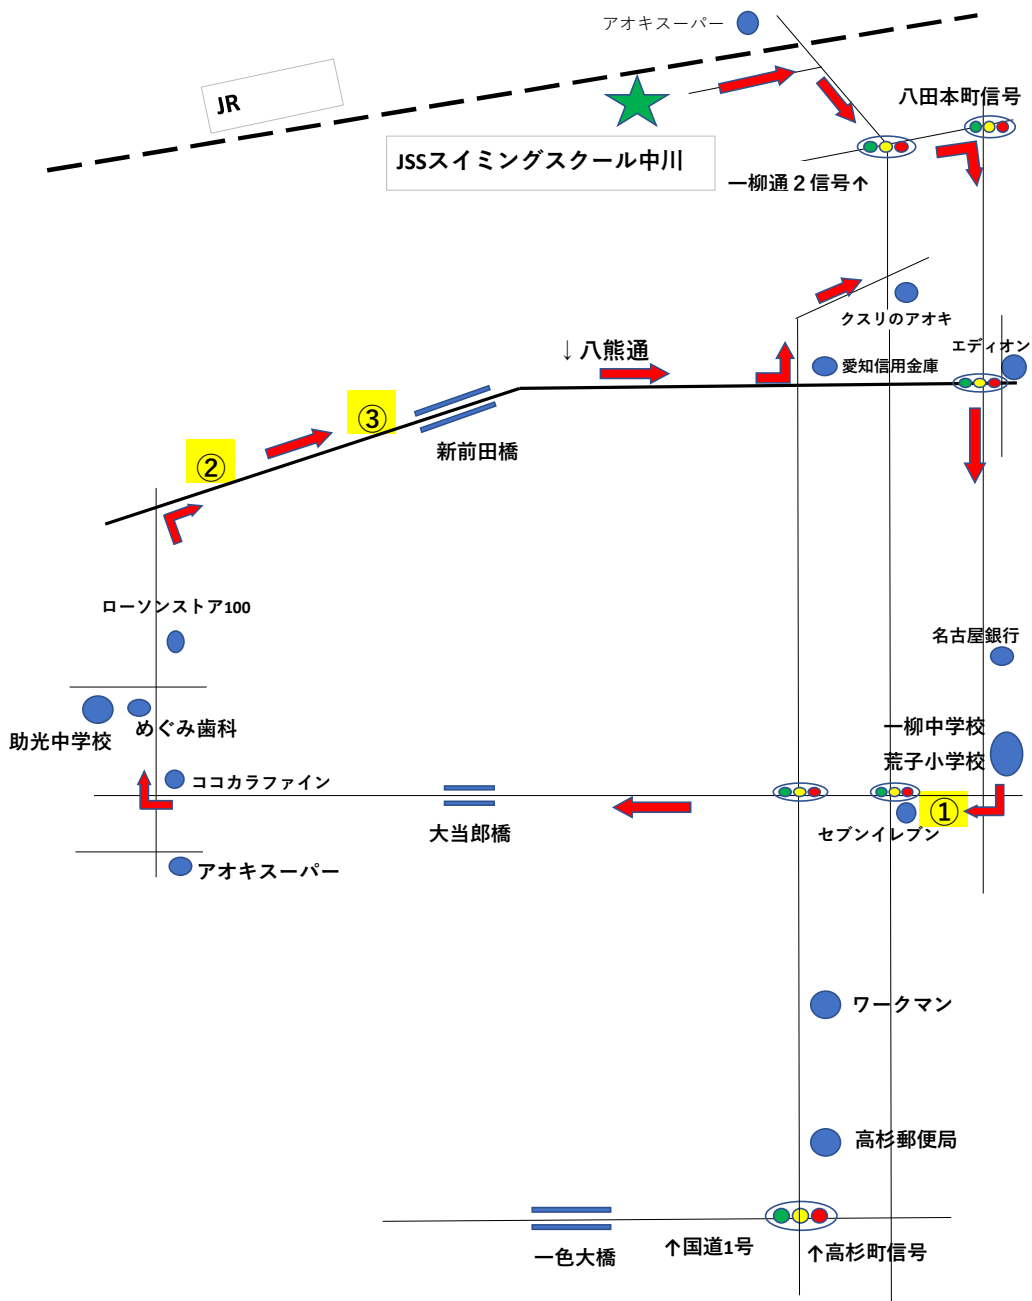 アオキスーパー
JR
八田本町信号
JSSスイミングスクール中川
一柳通２信号↑
クスリのアオキ
↓八熊通
エディオン
愛知信用金庫
③
新前田橋
②
ローソンストア100
名古屋銀行
一柳中学校
めぐみ歯科
助光中学校
荒子小学校
ココカラファイン
①
大当郎橋
セブンイレブン
アオキスーパー
ワークマン
高杉郵便局
↑国道1号
↑高杉町信号
一色大橋